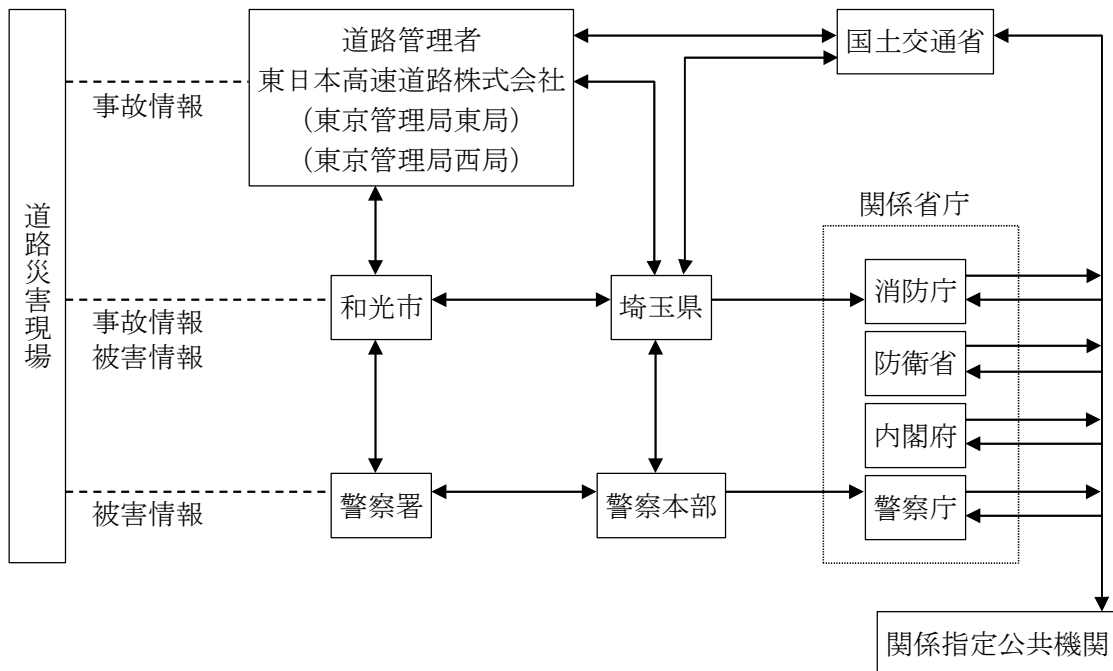 道路管理者
東日本高速道路株式会社
（東京管理局東局）
（東京管理局西局）
国土交通省
事故情報
道路災害現場
関係省庁
和光市
埼玉県
消防庁
事故情報
被害情報
防衛省
内閣府
警察署
警察本部
警察庁
被害情報
関係指定公共機関